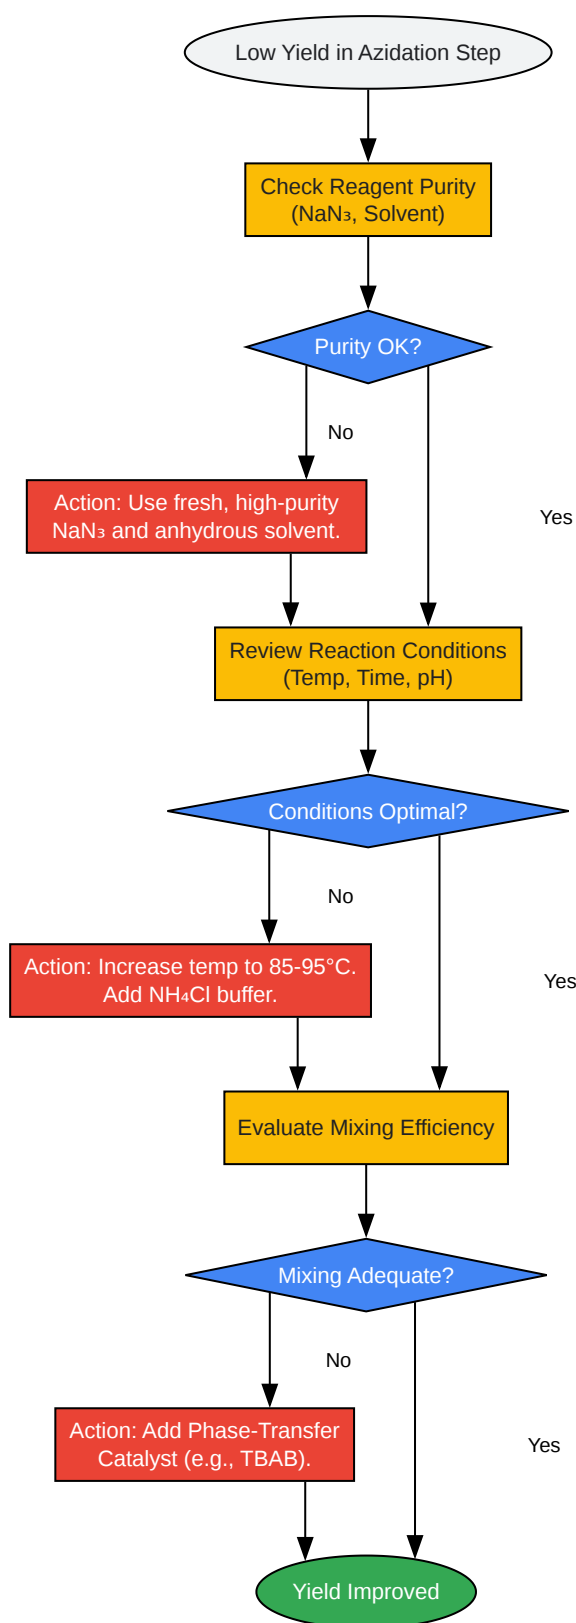 Low Yield in Azidation Step
Check Reagent Purity
(NaN₃, Solvent)
Purity OK?
No
Action: Use fresh, high-purity
NaN₃ and anhydrous solvent.
Yes
Review Reaction Conditions
(Temp, Time, pH)
Conditions Optimal?
No
Action: Increase temp to 85-95°C.
Add NH₄Cl buffer.
Yes
Evaluate Mixing Efficiency
Mixing Adequate?
No
Action: Add Phase-Transfer
Catalyst (e.g., TBAB).
Yes
Yield Improved